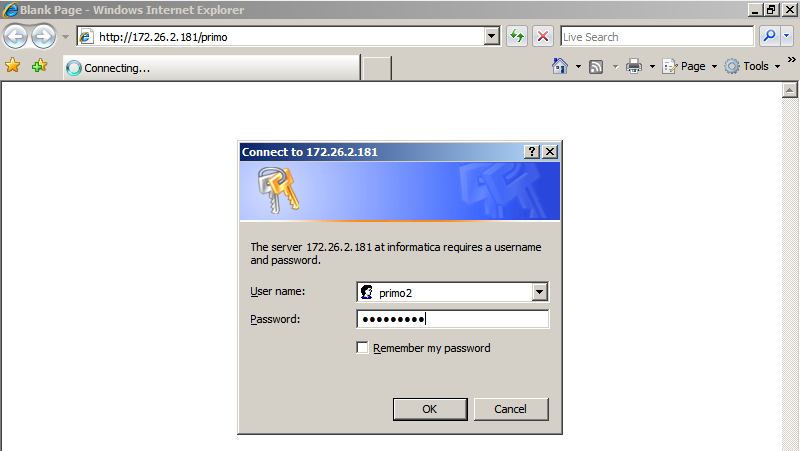 Blank Page - Windows Internet Explorer
http://172.26.2.181/primo
Live Search
Connecting...
Page
Tools
»
Connect to 172.26.2.181
The server 172.26.2.181 at informatica requires a username
and password.
User name:
primo2
Password:
●●●●●●●●●
Remember my password
OK
Cancel